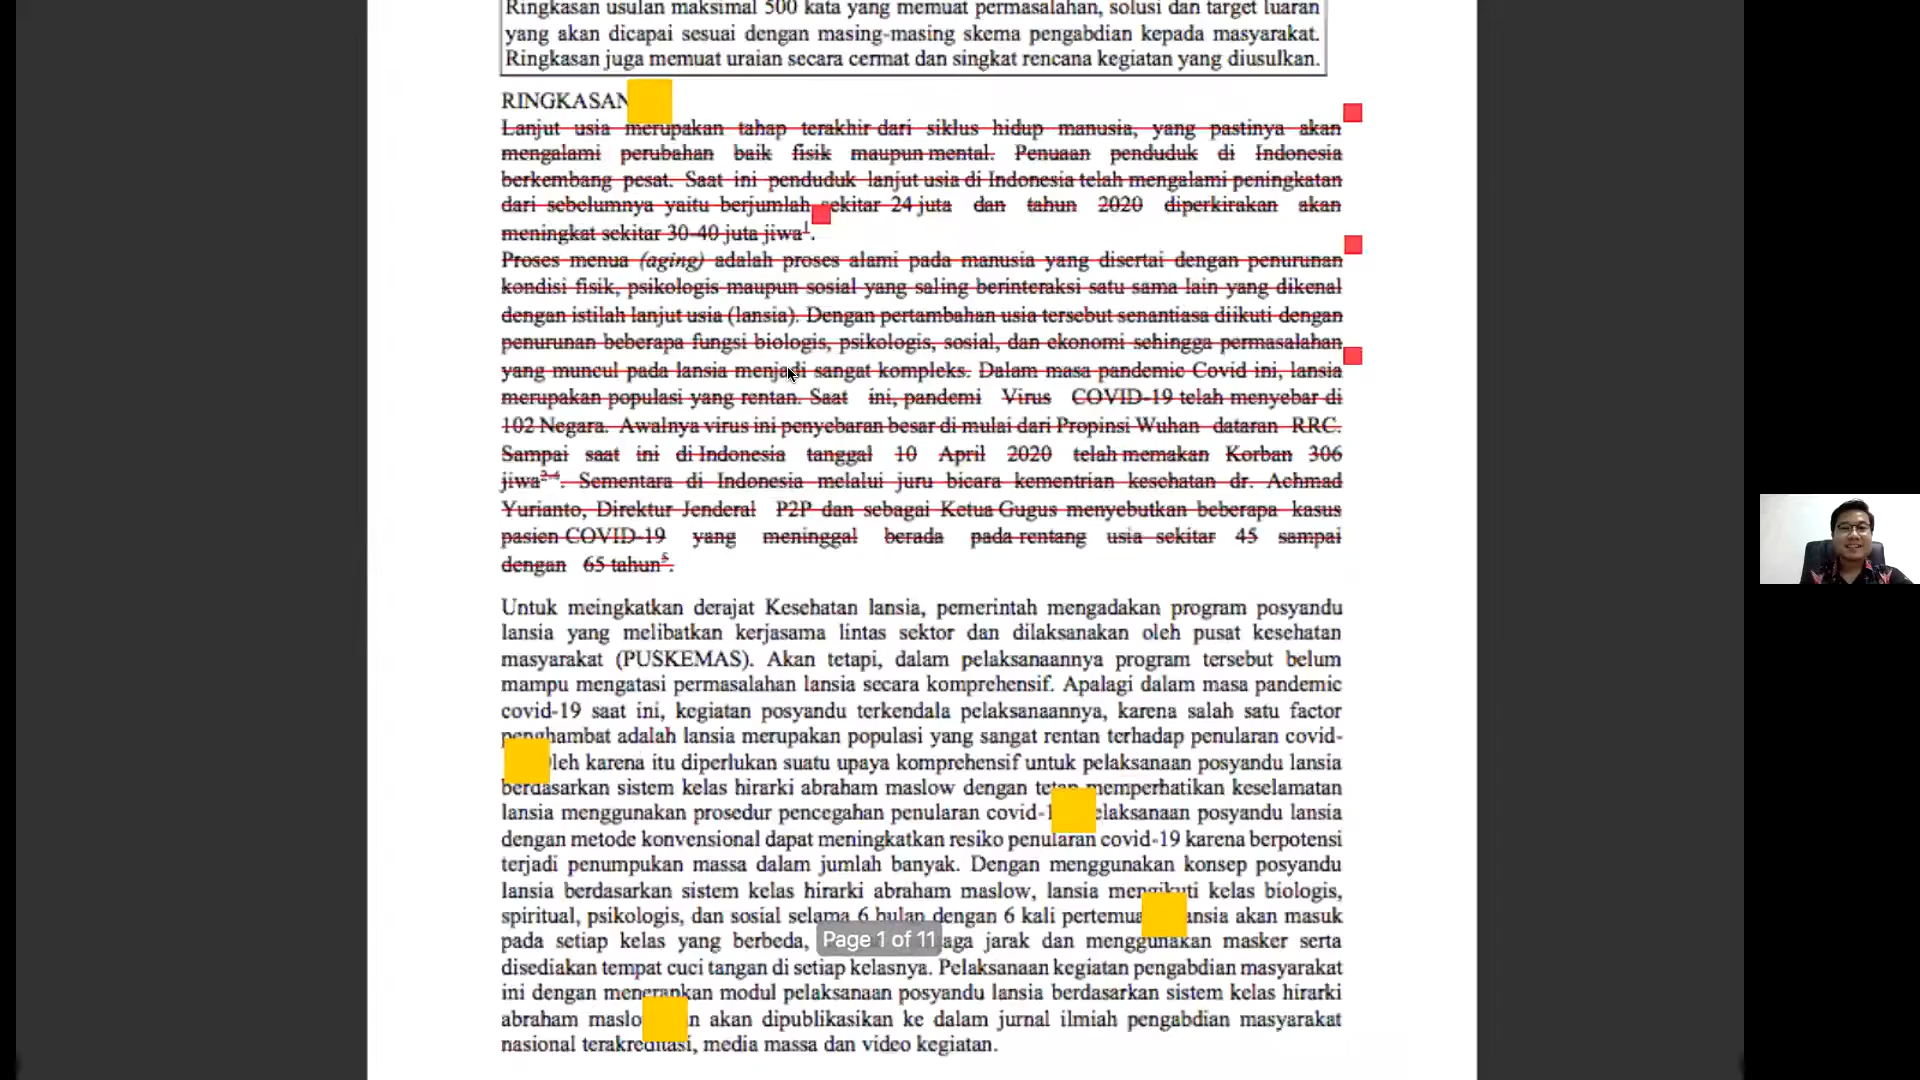 Ringkasan usulan maksimal 500 kata yang memuat permasalahan, solusi dan target luaran
yang akan dicapai sesuai dengan masing-masing skema pengabdian kepada masyarakat.
Ringkasan juga memuat uraian secara cermat dan singkat rencana kegiatan yang diusulkan.
RINGKASAN
Lanjut usia merupakan tahap terakhir dari siklus hidup manusia, yang pastinya akan
mengalami perubahan baik fisik maupun mental. Penuaan penduduk di Indonesia
berkembang pesat. Saat ini penduduk lanjut usia di Indonesia telah mengalami peningkatan
dari sebelumnya yaitu berjumlah sekitar 24 juta dan tahun 2020 diperkirakan akan
meningkat sekitar 30-40 juta jiwa1.
Proses menua (aging) adalah proses alami pada manusia yang disertai dengan penurunan
kondisi fisik, psikologis maupun sosial yang saling berinteraksi satu sama lain yang dikenal
dengan istilah lanjut usia (lansia). Dengan pertambahan usia tersebut senantiasa diikuti dengan
penurunan beberapa fungsi biologis, psikologis, sosial, dan ekonomi sehingga permasalahan
yang muncul pada lansia menjadi sangat kompleks. Dalam masa pandemic Covid ini, lansia
merupakan populasi yang rentan. Saat ini, pandemi Virus COVID-19 telah menyebar di
102 Negara. Awalnya virus ini penyebaran besar di mulai dari Propinsi Wuhan dataran RRC.
Sampai saat ini di Indonesia tanggal 10 April 2020 telah memakan Korban 306
jiwa2-4. Sementara di Indonesia melalui juru bicara kementrian kesehatan dr. Achmad
Yurianto, Direktur Jenderal P2P dan sebagai Ketua Gugus menyebutkan beberapa kasus
pasien COVID-19 yang meninggal berada pada rentang usia sekitar 45 sampai
dengan 65 tahun5.
Untuk meingkatkan derajat Kesehatan lansia, pemerintah mengadakan program posyandu
lansia yang melibatkan kerjasama lintas sektor dan dilaksanakan oleh pusat kesehatan
masyarakat (PUSKEMAS). Akan tetapi, dalam pelaksanaannya program tersebut belum
mampu mengatasi permasalahan lansia secara komprehensif. Apalagi dalam masa pandemic
covid-19 saat ini, kegiatan posyandu terkendala pelaksanaannya, karena salah satu factor
penghambat adalah lansia merupakan populasi yang sangat rentan terhadap penularan covid-
leh karena itu diperlukan suatu upaya komprehensif untuk pelaksanaan posyandu lansia
berdasarkan sistem kelas hirarki abraham maslow dengan tetap memperhatikan keselamatan
lansia menggunakan prosedur pencegahan penularan covid-1 elaksanaan posyandu lansia
dengan metode konvensional dapat meningkatkan resiko penularan covid-19 karena berpotensi
terjadi penumpukan massa dalam jumlah banyak. Dengan menggunakan konsep posyandu
lansia berdasarkan sistem kelas hirarki abraham maslow, lansia mengikuti kelas biologis,
spiritual, psikologis, dan sosial selama 6 bulan dengan 6 kali pertemua ansia akan masuk
pada setiap kelas yang berbeda, aga jarak dan menggunakan masker serta
Page 1 of 11
disediakan tempat cuci tangan di setiap kelasnya. Pelaksanaan kegiatan pengabdian masyarakat
ini dengan menerapkan modul pelaksanaan posyandu lansia berdasarkan sistem kelas hirarki
abraham maslo n akan dipublikasikan ke dalam jurnal ilmiah pengabdian masyarakat
nasional terakreditasi, media massa dan video kegiatan.